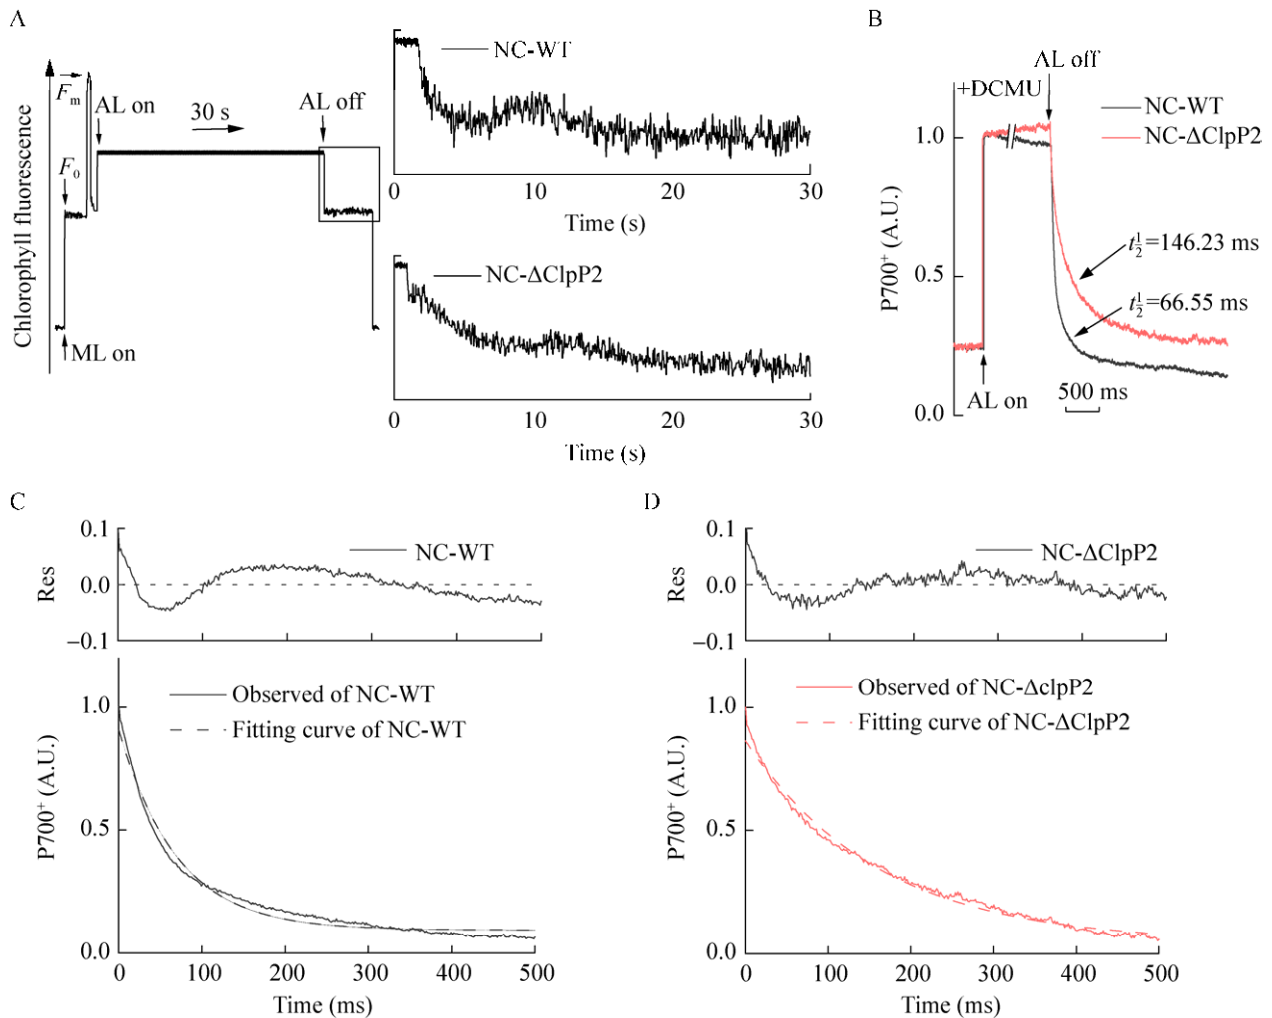 A
Chlorophyll fluorescence
Fm
F0
AL on
30 s
AL off
ML on
NC-WT
0 10 20 30
Time (s)
NC-ΔClpP2
0 10 20 30
Time (s)
B
AL off
+DCMU
NC-WT
NC-ΔClpP2
P700+ (A.U.)
1.0
0.5
0.0
t½=146.23 ms
t½=66.55 ms
AL on
500 ms
C
Res
0.1
0.0
−0.1
NC-WT
P700+ (A.U.)
1.0
0.5
0.0
Observed of NC-WT
Fitting curve of NC-WT
0 100 200 300 400 500
Time (ms)
D
Res
0.1
0.0
−0.1
NC-ΔClpP2
P700+ (A.U.)
1.0
0.5
0.0
Observed of NC-ΔclpP2
Fitting curve of NC-ΔClpP2
0 100 200 300 400 500
Time (ms)